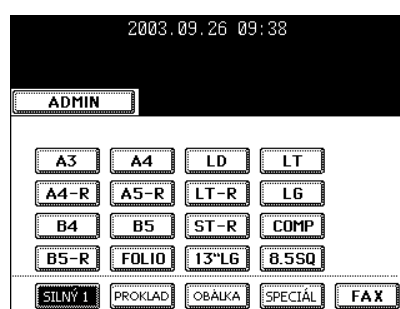 2003.09.26 09:38
ADMIN
A3 A4 LD LT
A4-R A5-R LT-R LG
B4 B5 ST-R COMP
B5-R FOLIO 13"LG 8.5SQ
SILNÝ 1 PROKLAD OBÁLKA SPECIÁL FAX